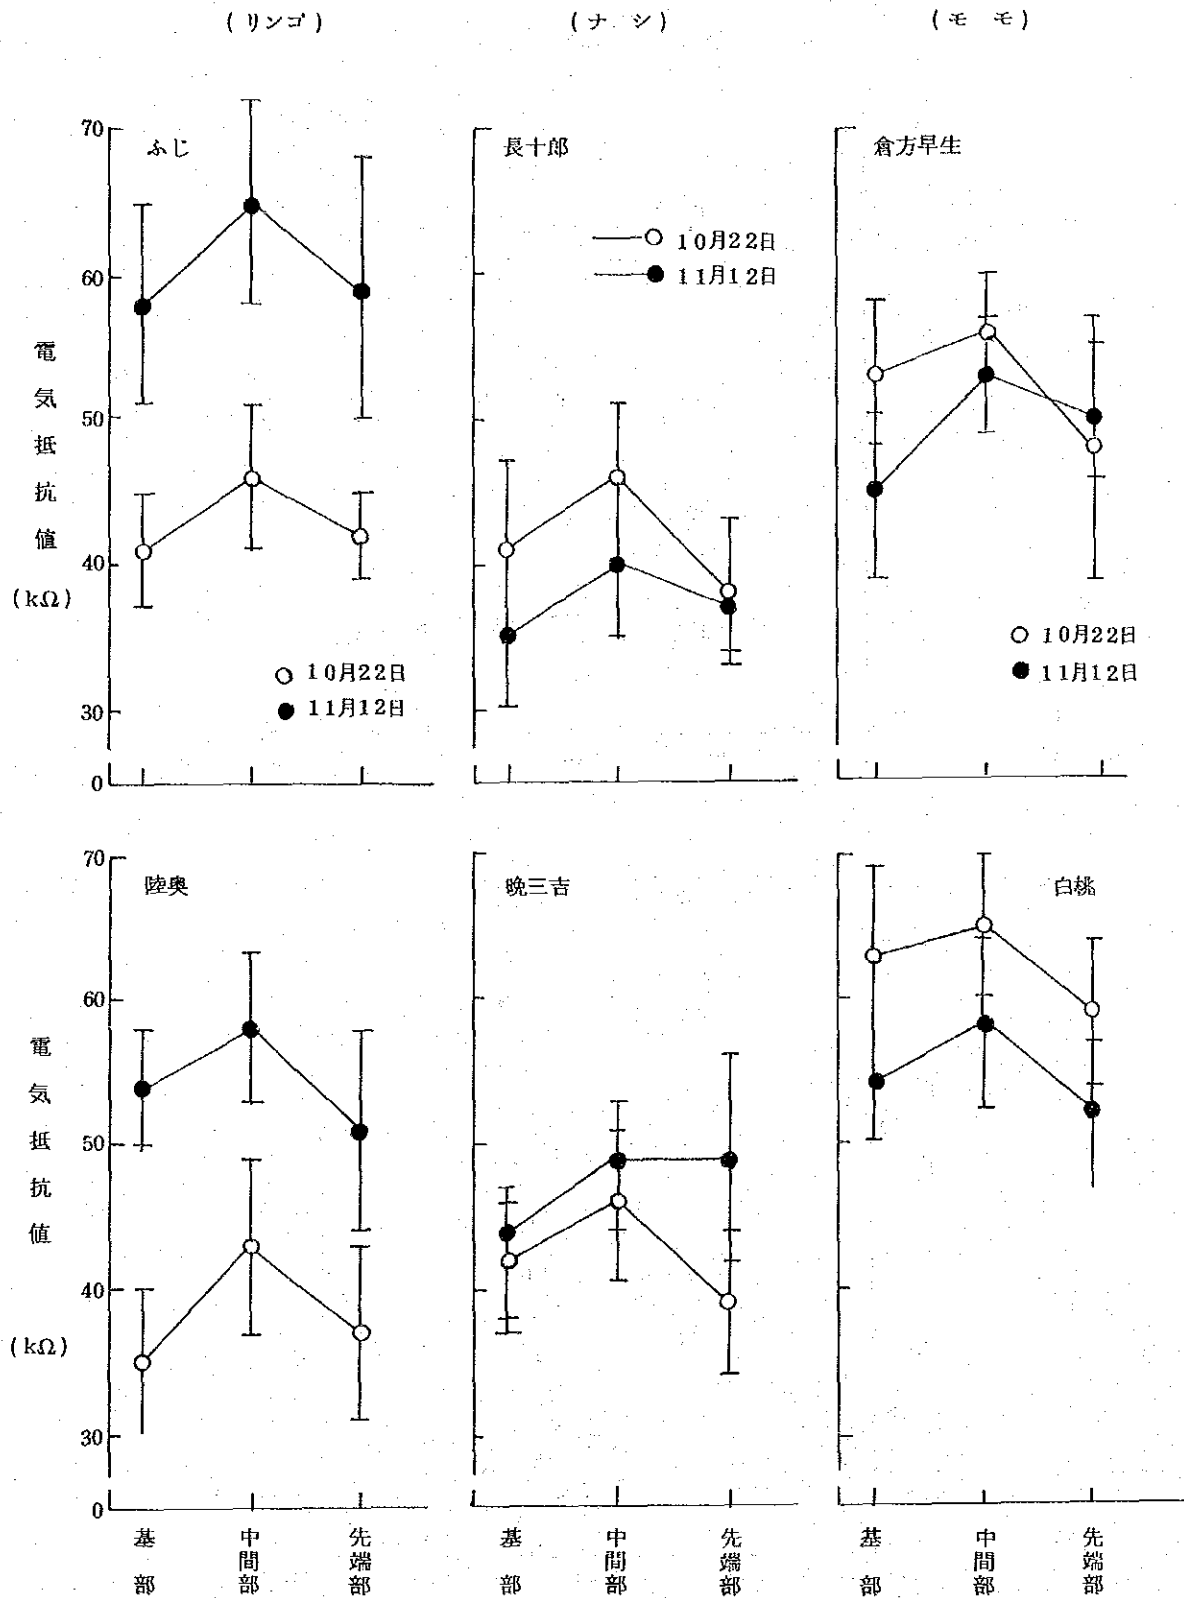 (リンゴ)
(ナシ)
(モモ)
ふじ
長十郎
倉方早生
70
60
50
40
30
0
電気抵抗値
(kΩ)
10月22日
11月12日
10月22日
11月12日
10月22日
11月12日
陸奥
晩三吉
白桃
70
60
50
40
30
0
電気抵抗値
(kΩ)
基部
中間部
先端部
基部
中間部
先端部
基部
中間部
先端部